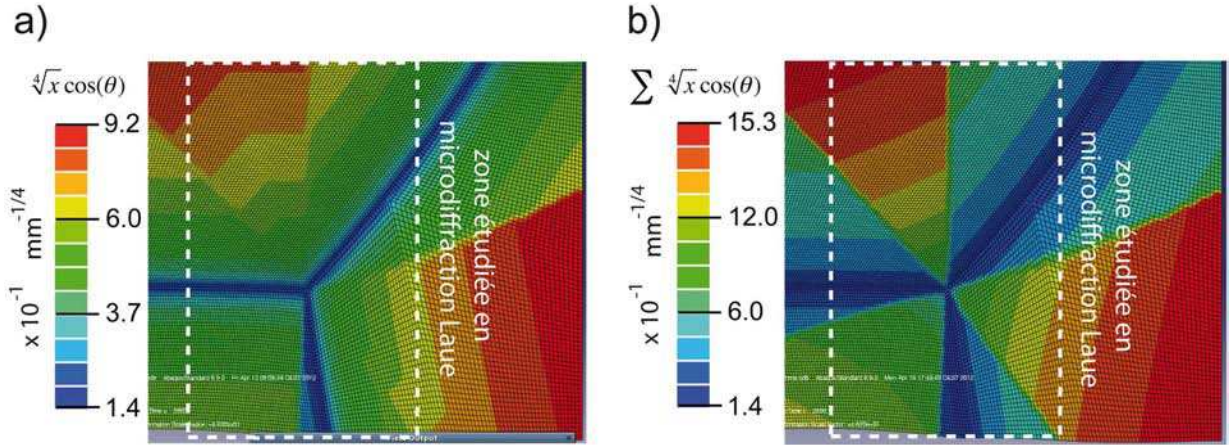 a)
∜x cos(θ)
9.2
6.0
3.7
1.4
x 10⁻¹ mm⁻¹/⁴
zone étudiée en
microdiffraction Laue
b)
∑ ∜x cos(θ)
15.3
12.0
6.0
1.4
x 10⁻¹ mm⁻¹/⁴
zone étudiée en
microdiffraction Laue